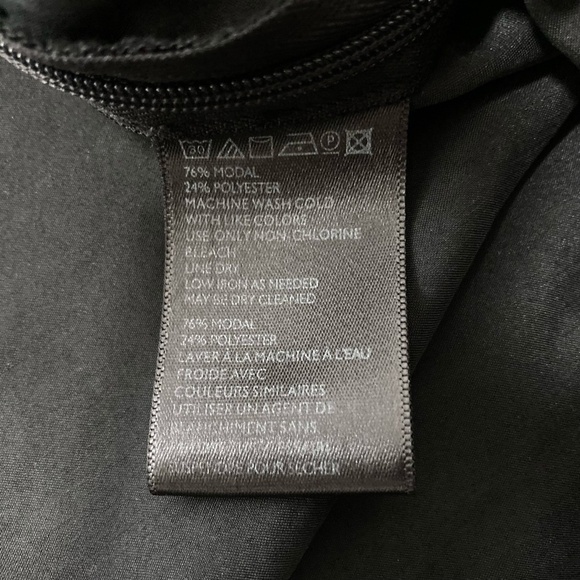 76% MODAL
24% POLYESTER
MACHINE WASH COLD
WITH LIKE COLORS
USE ONLY NON-CHLORINE
BLEACH
LINE DRY
LOW IRON AS NEEDED
MAY BE DRY CLEANED
76% MODAL
24% POLYESTER
LAVER À LA MACHINE À L'EAU
FROIDE AVEC
COULEURS SIMILAIRES
UTILISER UN AGENT DE
BLANCHIMENT SANS
SUSPENDRE POUR SÉCHER